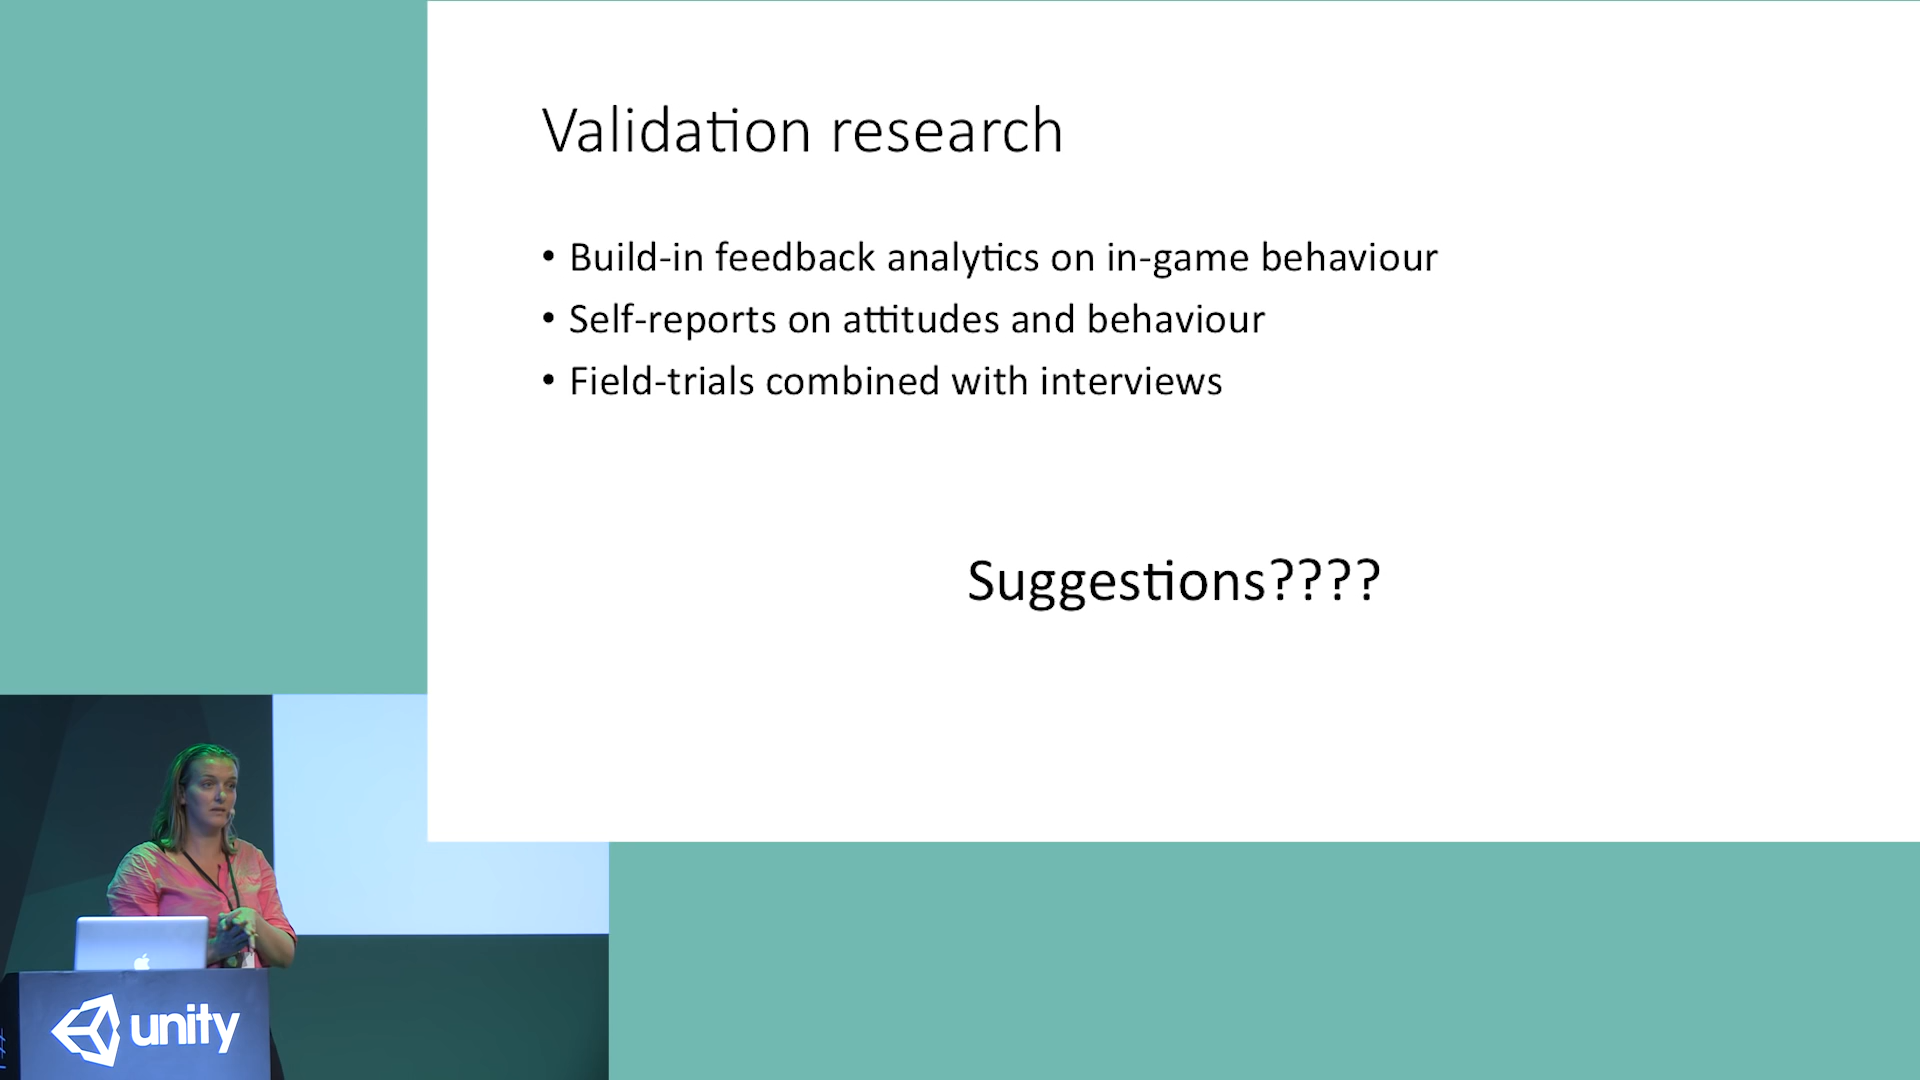 Validation research
• Build-in feedback analytics on in-game behaviour
• Self-reports on attitudes and behaviour
• Field-trials combined with interviews
Suggestions????
unity